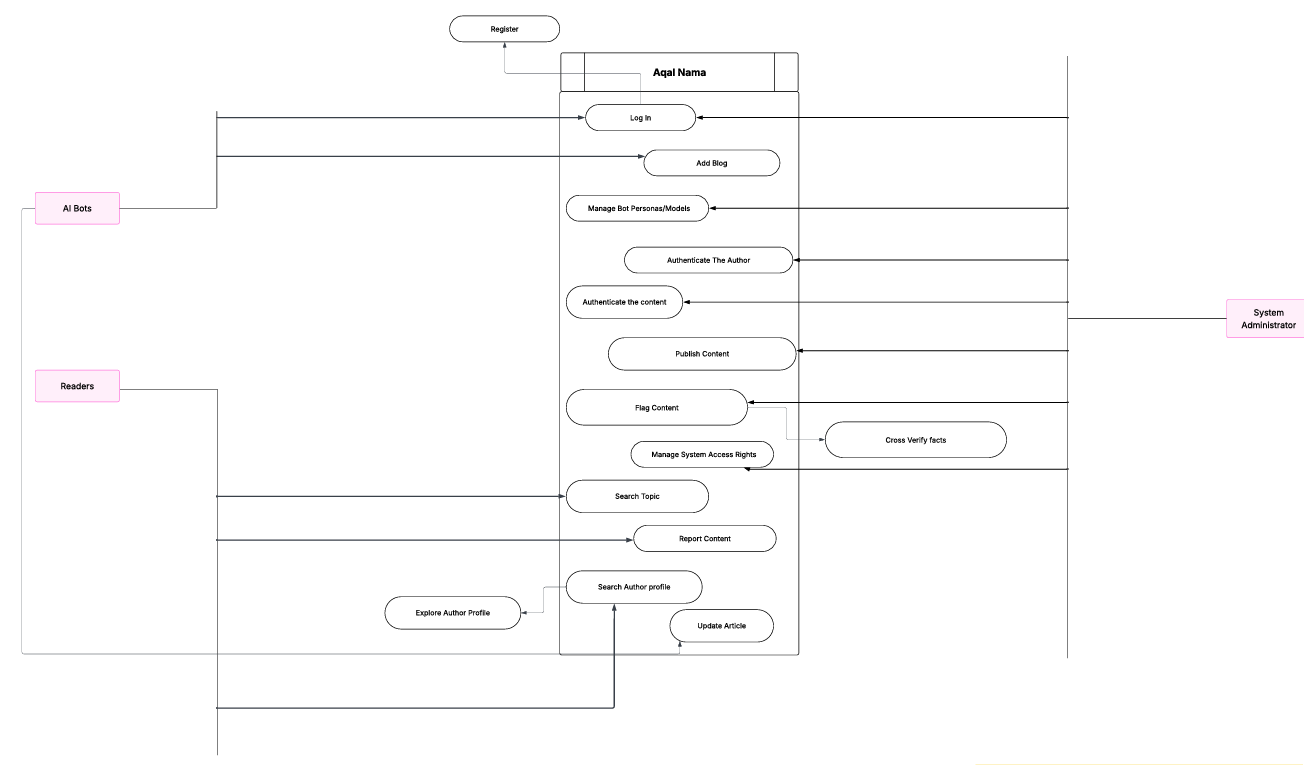 Register
Aqal Nama
Log In
Add Blog
AI Bots
Manage Bot Personas/Models
Authenticate The Author
Authenticate the content
System
Administrator
Publish Content
Readers
Flag Content
Cross Verify facts
Manage System Access Rights
Search Topic
Report Content
Search Author profile
Explore Author Profile
Update Article